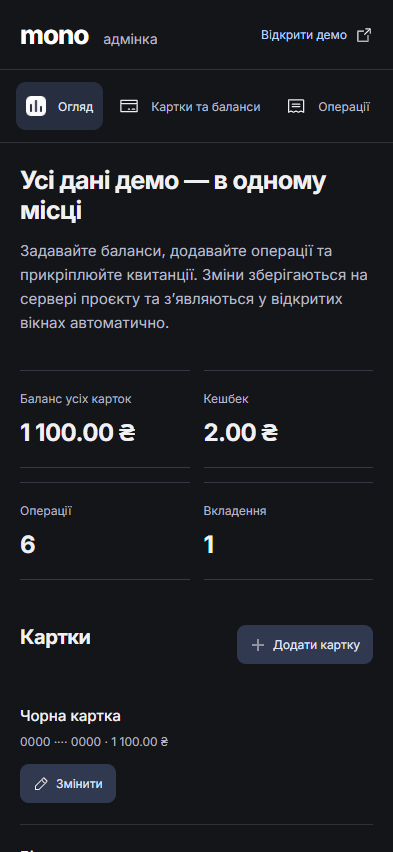 mono адмінка
Відкрити демо
Огляд
Картки та баланси
Операції
Усі дані демо — в одному
місці
Задавайте баланси, додавайте операції та
прикріплюйте квитанції. Зміни зберігаються на
сервері проєкту та з’являються у відкритих
вікнах автоматично.
Баланс усіх карток
1 100.00 ₴
Кешбек
2.00 ₴
Операції
6
Вкладення
1
Картки
Додати картку
Чорна картка
0000 ···· 0000 · 1 100.00 ₴
Змінити